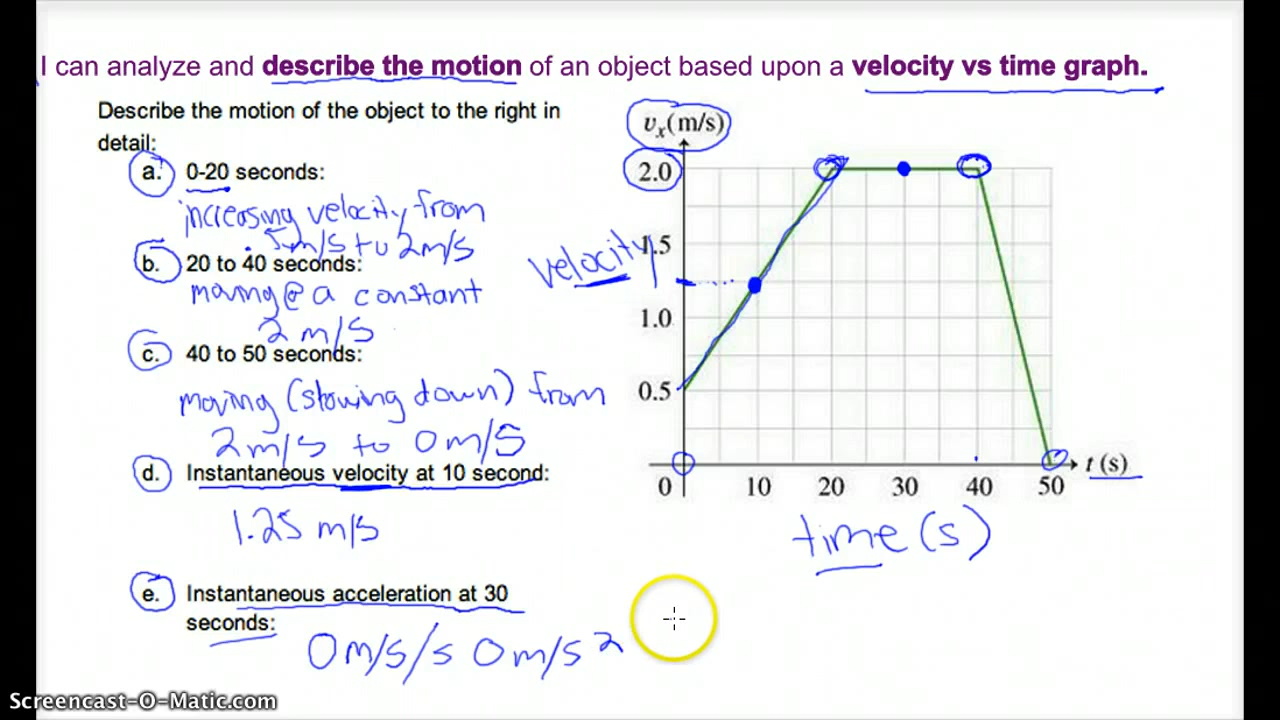 I can analyze and describe the motion of an object based upon a velocity vs time graph.
Describe the motion of the object to the right in
detail:
a. 0-20 seconds:
increasing velocity from
.5m/s to 2m/s
b. 20 to 40 seconds:
moving @ a constant
2 m/s
c. 40 to 50 seconds:
moving (slowing down) from
2m/s to 0m/s
d. Instantaneous velocity at 10 second:
1.25 m/s
e. Instantaneous acceleration at 30
seconds:
0m/s/s 0m/s2
vx(m/s)
2.0
1.5
velocity
1.0
0.5
t (s)
0 10 20 30 40 50
time (s)
Screencast-O-Matic.com